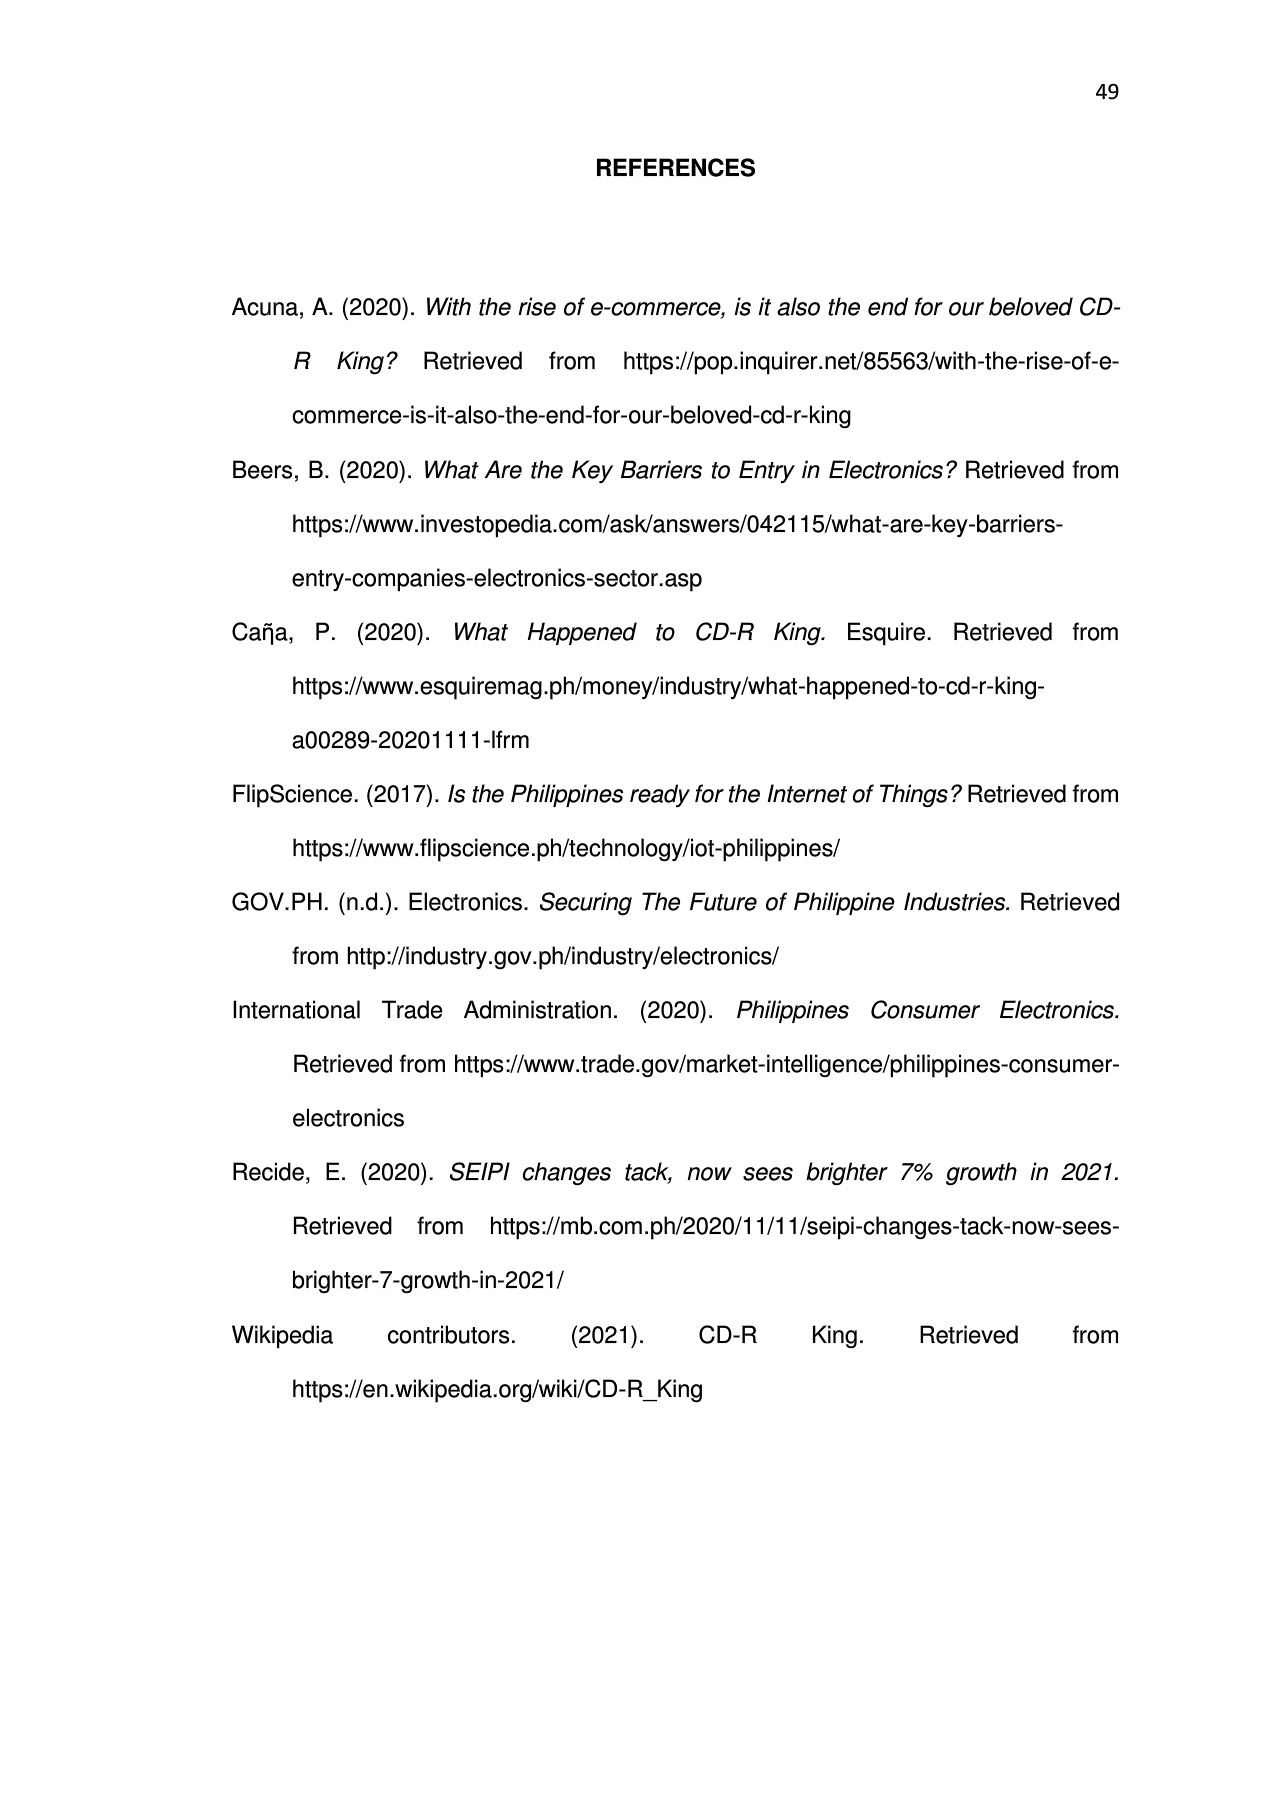 49
REFERENCES
Acuna, A. (2020). With the rise of e-commerce, is it also the end for our beloved CD-
R King? Retrieved from https://pop.inquirer.net/85563/with-the-rise-of-e-
commerce-is-it-also-the-end-for-our-beloved-cd-r-king
Beers, B. (2020). What Are the Key Barriers to Entry in Electronics? Retrieved from
https://www.investopedia.com/ask/answers/042115/what-are-key-barriers-
entry-companies-electronics-sector.asp
Caña, P. (2020). What Happened to CD-R King. Esquire. Retrieved from
https://www.esquiremag.ph/money/industry/what-happened-to-cd-r-king-
a00289-20201111-lfrm
FlipScience. (2017). Is the Philippines ready for the Internet of Things? Retrieved from
https://www.flipscience.ph/technology/iot-philippines/
GOV.PH. (n.d.). Electronics. Securing The Future of Philippine Industries. Retrieved
from http://industry.gov.ph/industry/electronics/
International Trade Administration. (2020). Philippines Consumer Electronics.
Retrieved from https://www.trade.gov/market-intelligence/philippines-consumer-
electronics
Recide, E. (2020). SEIPI changes tack, now sees brighter 7% growth in 2021.
Retrieved from https://mb.com.ph/2020/11/11/seipi-changes-tack-now-sees-
brighter-7-growth-in-2021/
Wikipedia contributors. (2021). CD-R King. Retrieved from
https://en.wikipedia.org/wiki/CD-R_King